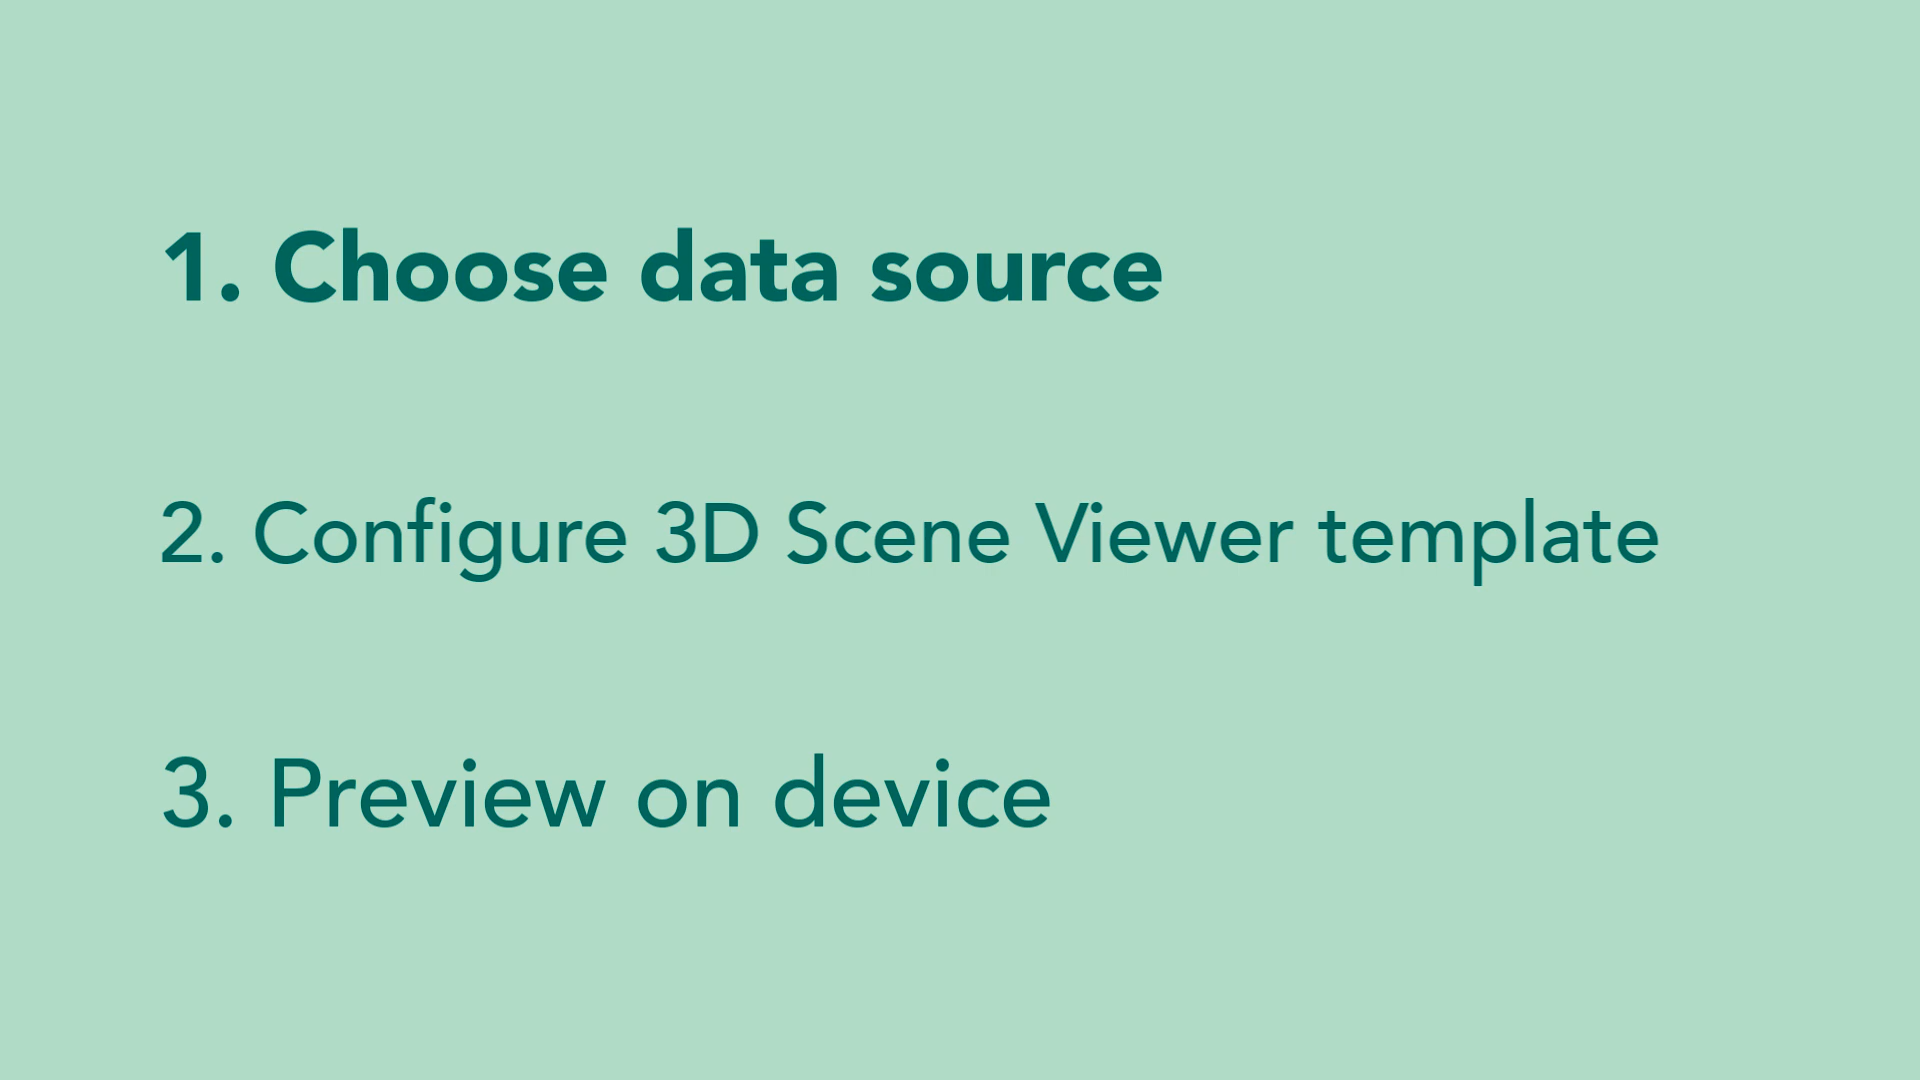 1. Choose data source
2. Configure 3D Scene Viewer template
3. Preview on device